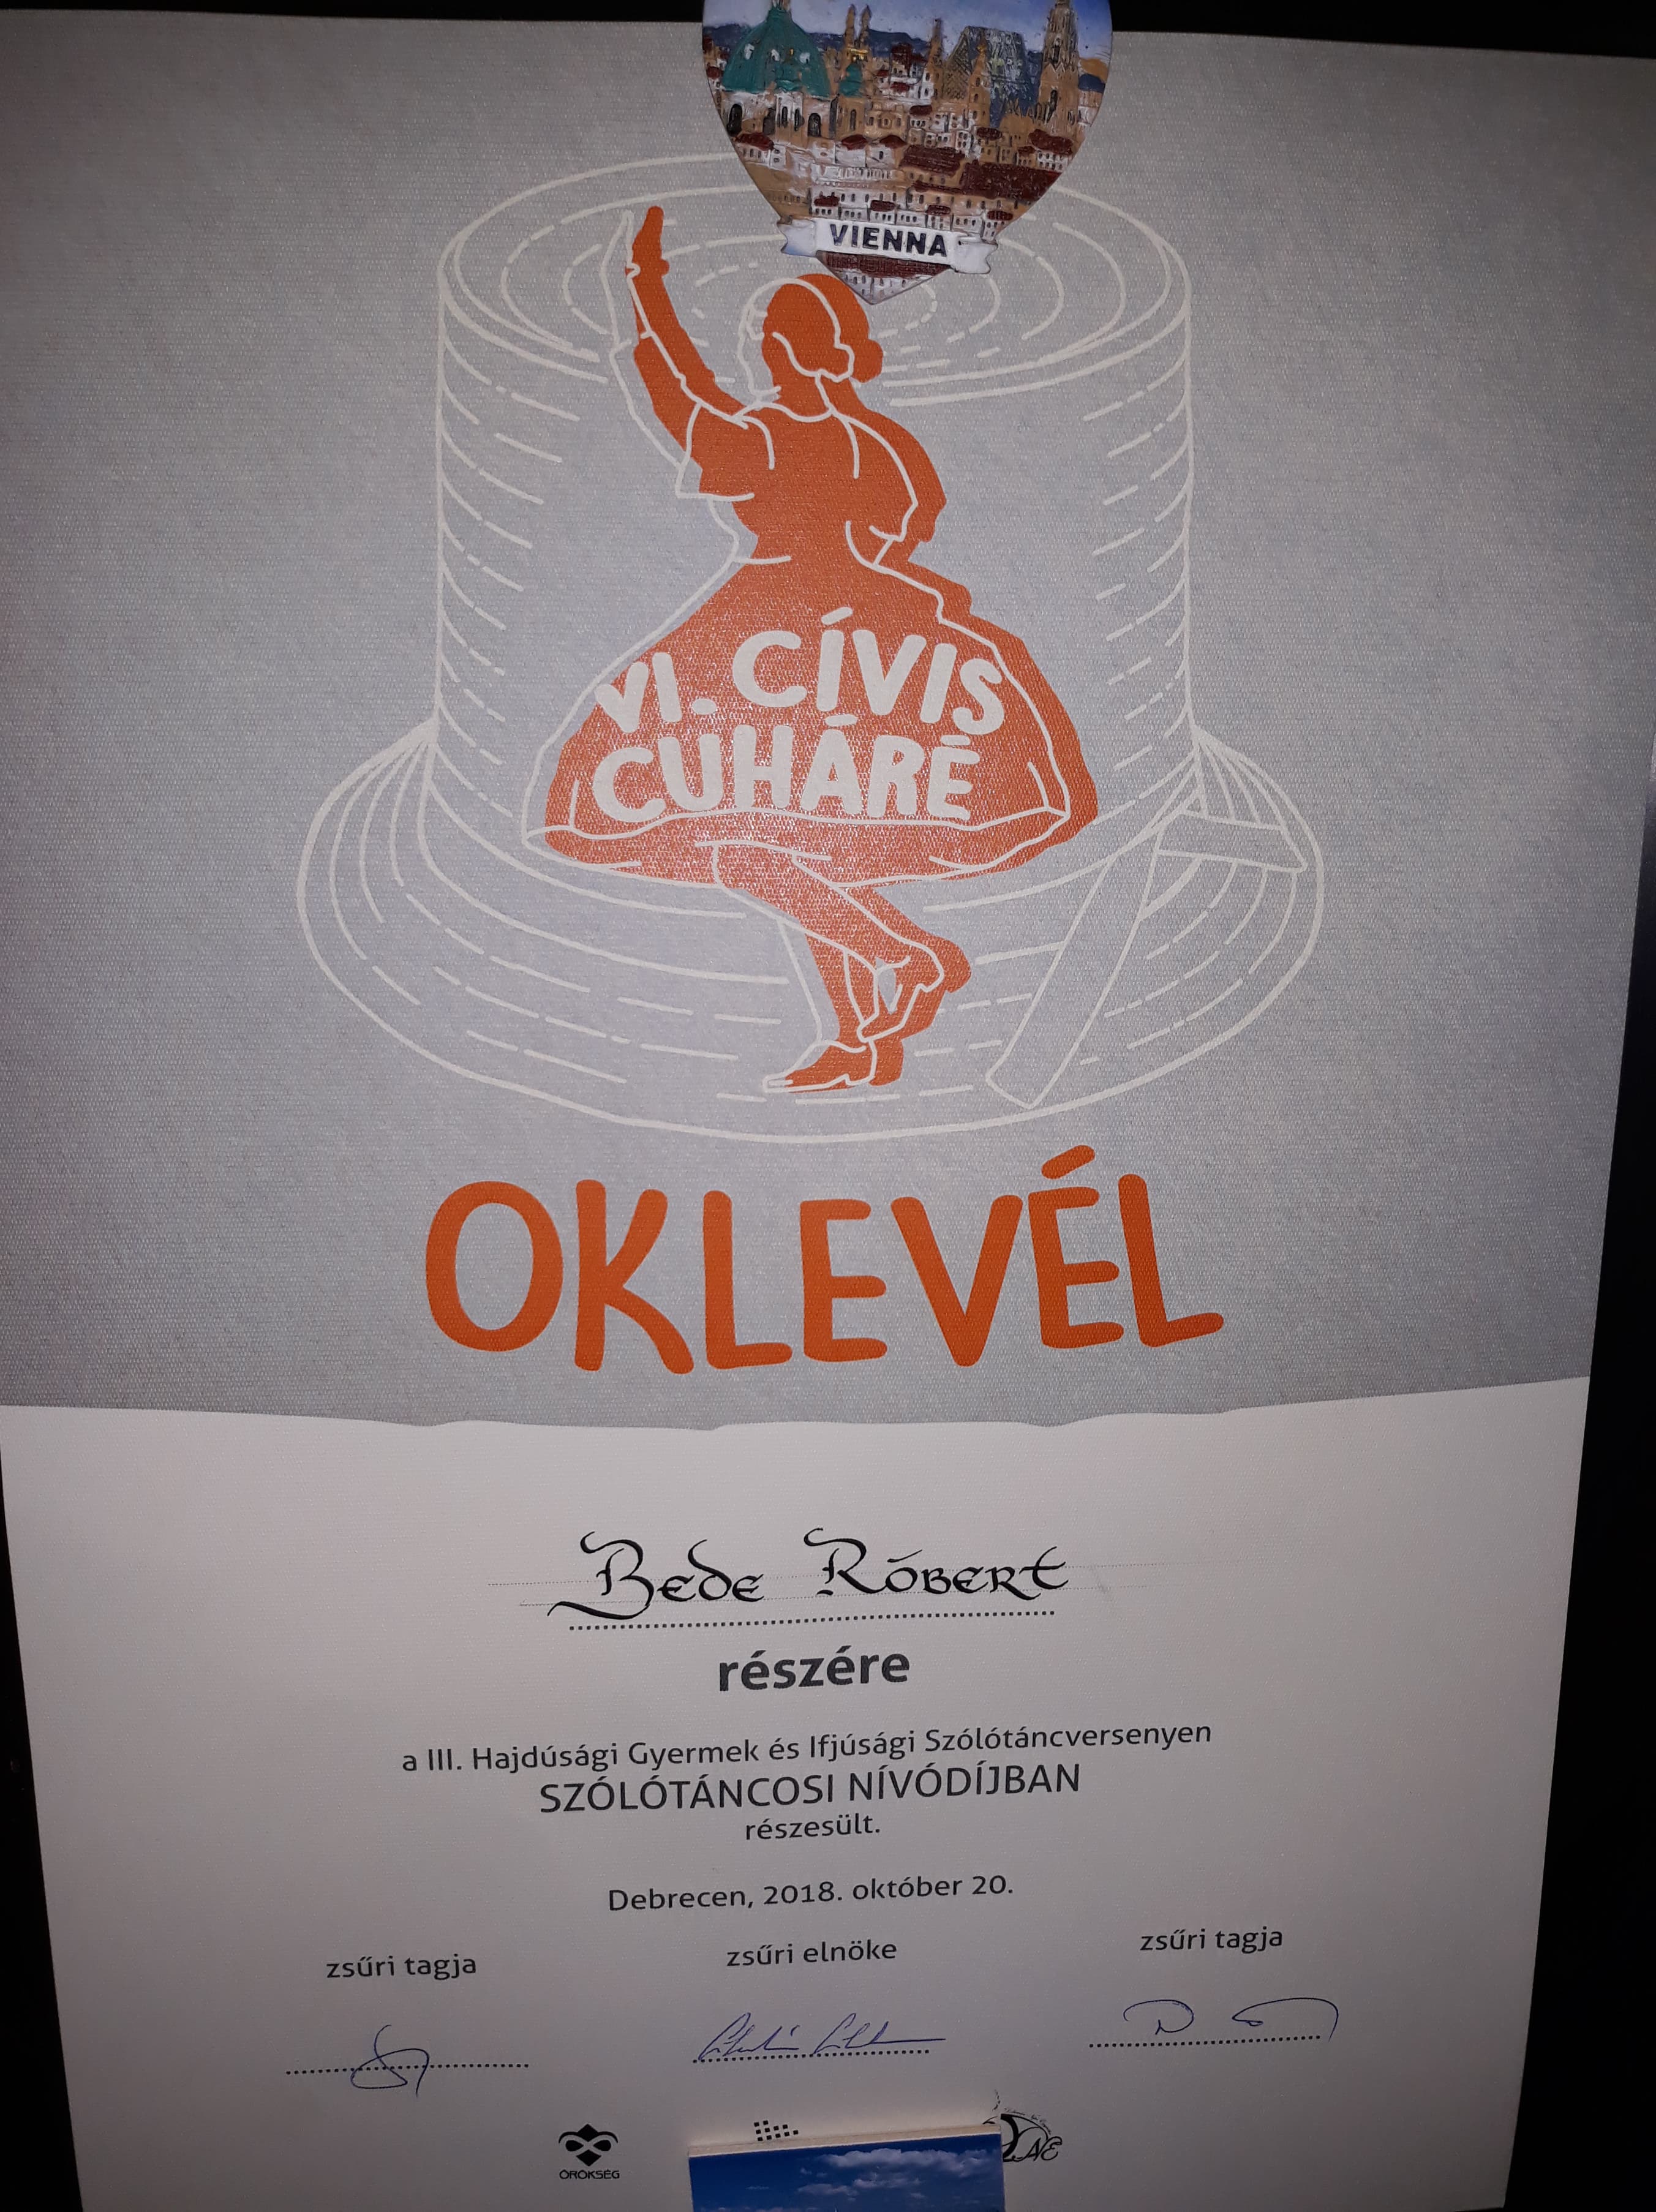 VIENNA
VI. CÍVIS
CUHÁRÉ
OKLEVÉL
Bede Róbert
részére
a III. Hajdúsági Gyermek és Ifjúsági Szólótáncversenyen
SZÓLÓTÁNCOSI NÍVÓDÍJBAN
részesült.
Debrecen, 2018. október 20.
zsűri tagja
zsűri elnöke
zsűri tagja
ÖRÖKSÉG